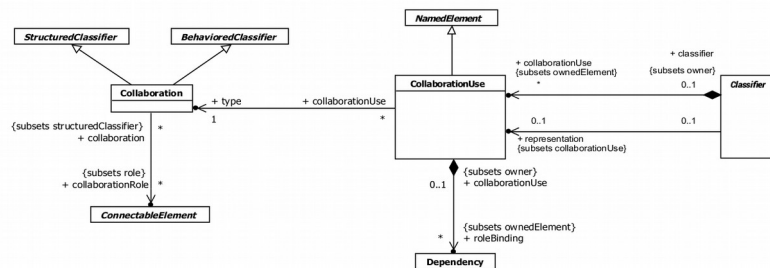 NamedElement
StructuredClassifier
BehavioredClassifier
+ classifier
+ collaborationUse
{subsets ownedElement}
{subsets owner}
Collaboration
CollaborationUse
*
0..1
Classifier
+ type
+ collaborationUse
1
*
{subsets structuredClassifier}
*
+ collaboration
0..1
0..1
+ representation
{subsets collaborationUse}
{subsets role}
+ collaborationRole
*
{subsets owner}
0..1
+ collaborationUse
ConnectableElement
{subsets ownedElement}
*
+ roleBinding
Dependency